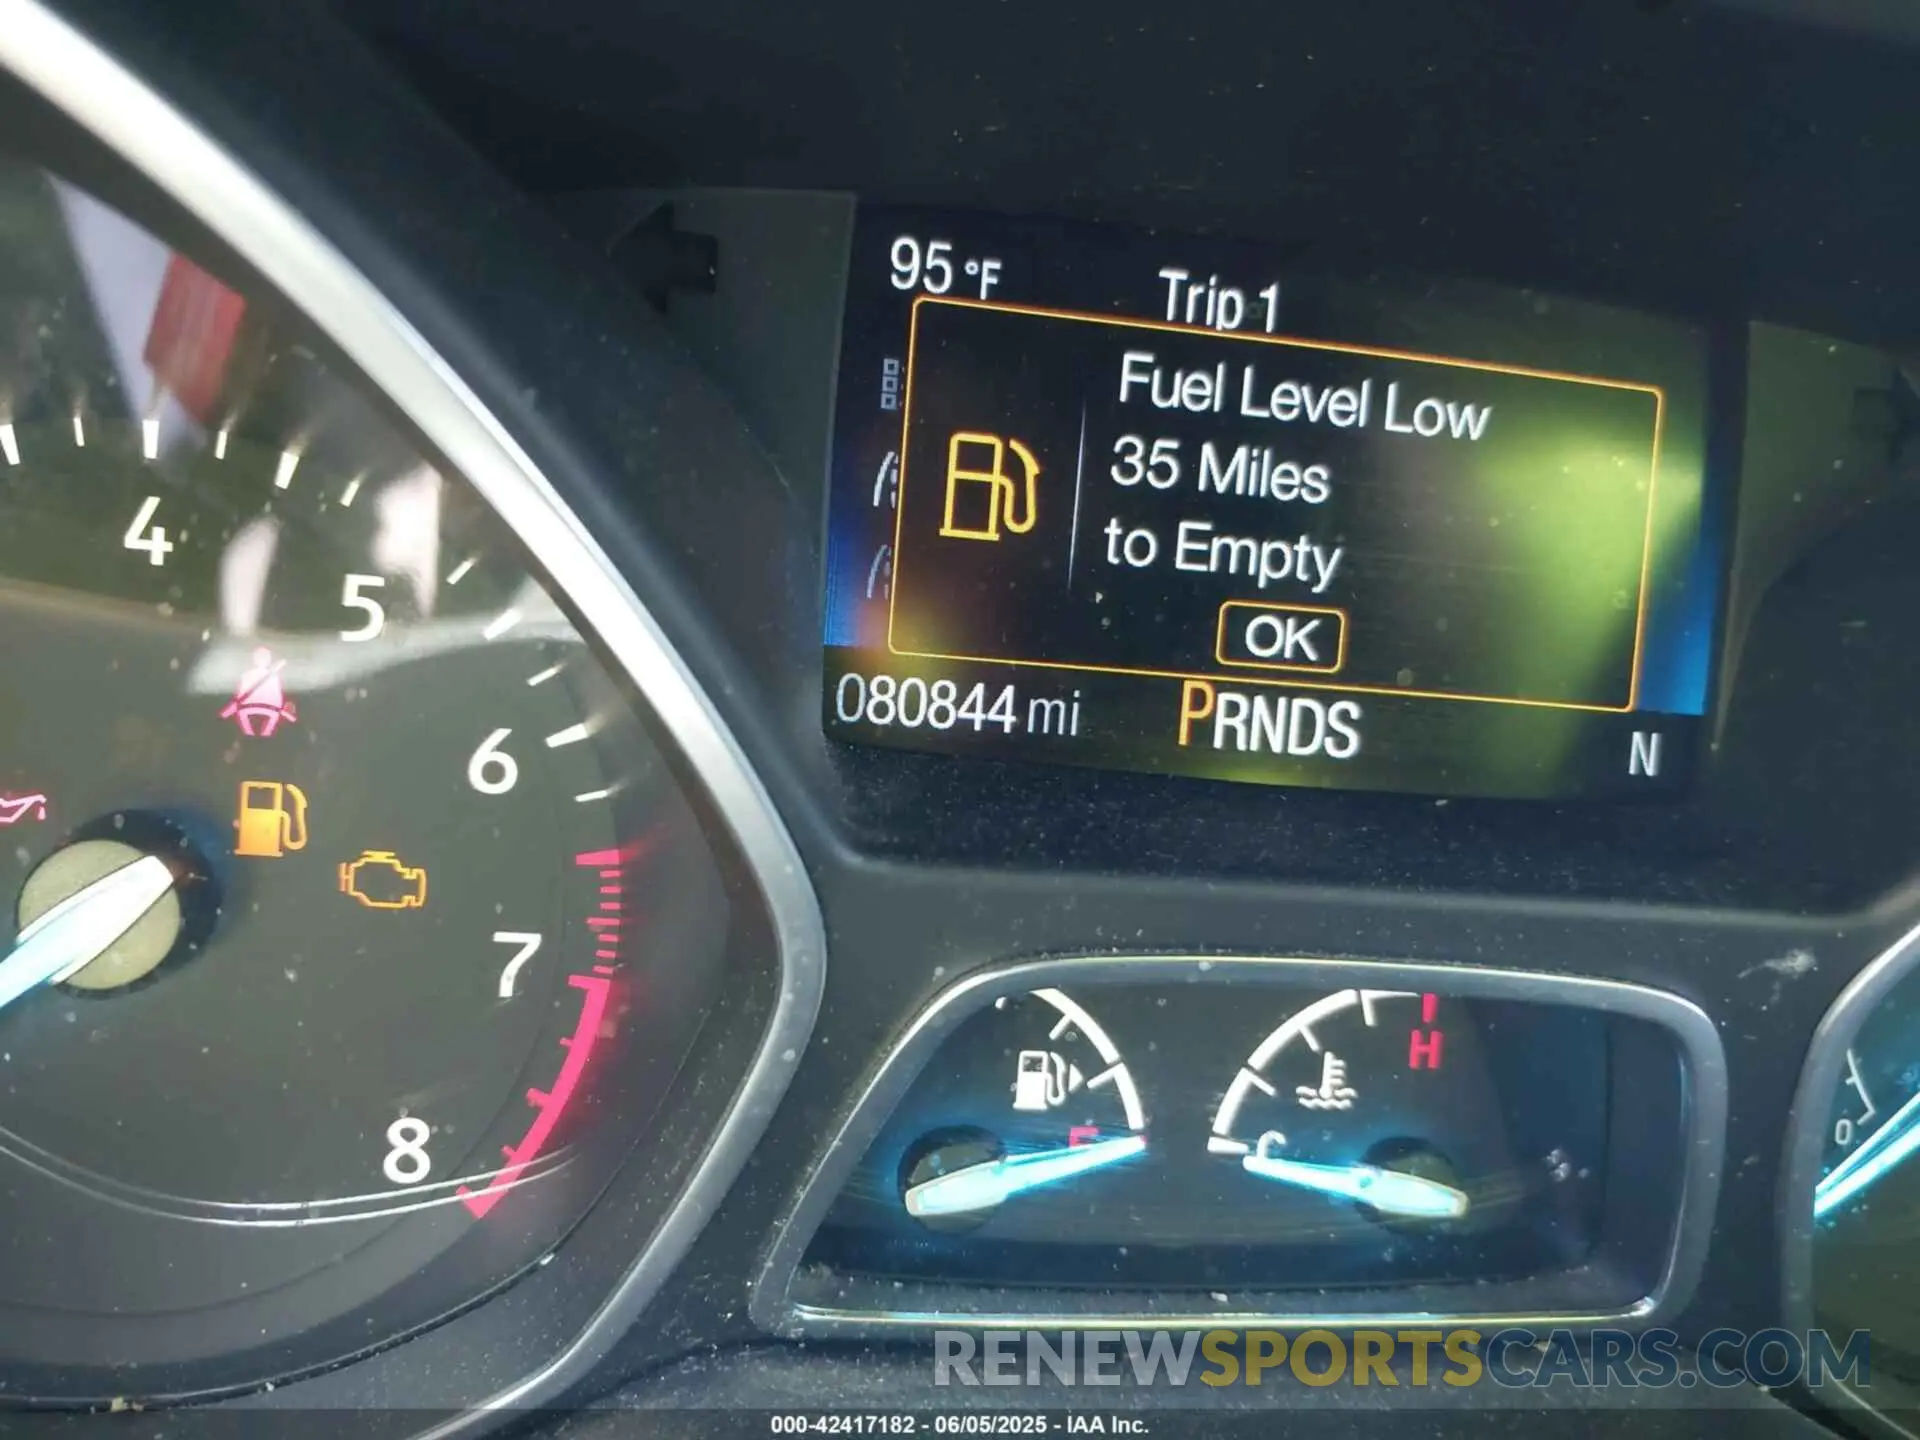 95 °F
Trip 1
Fuel Level Low
35 Miles
to Empty
OK
080844 mi
PRNDS
N
4
5
6
7
8
H
E
C
0
RENEWSPORTSCARS.COM
000-42417182 - 06/05/2025 - IAA Inc.